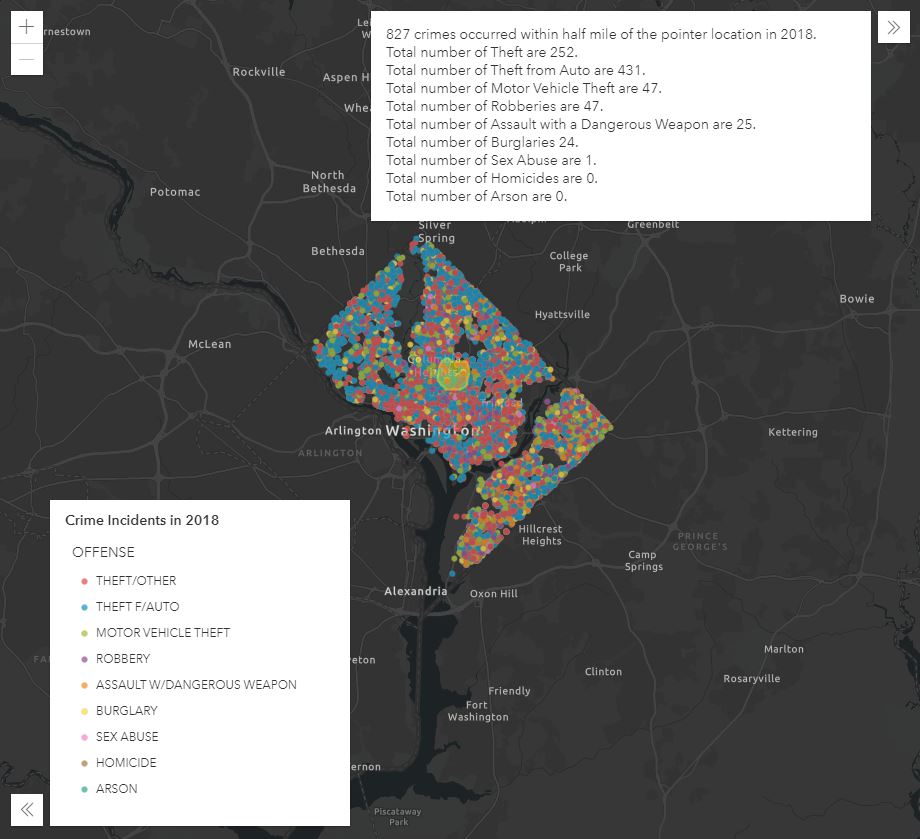 rnestown
Rockville
Aspen H
Whea
North
Bethesda
Potomac
827 crimes occurred within half mile of the pointer location in 2018.
Total number of Theft are 252.
Total number of Theft from Auto are 431.
Total number of Motor Vehicle Theft are 47.
Total number of Robberies are 47.
Total number of Assault with a Dangerous Weapon are 25.
Total number of Burglaries 24.
Total number of Sex Abuse are 1.
Total number of Homicides are 0.
Total number of Arson are 0.
Silver
Spring
Greenbelt
Bethesda
College
Park
Bowie
Hyattsville
McLean
Columbia
Heights
Trinidad
Arlington
Washington
Kettering
ARLINGTON
Hillcrest
Heights
PRINCE
GEORGE'S
Camp
Springs
Alexandria
Oxon Hill
Marlton
Clinton
Rosaryville
Friendly
Fort
Washington
Piscataway
Park
Crime Incidents in 2018
OFFENSE
THEFT/OTHER
THEFT F/AUTO
MOTOR VEHICLE THEFT
ROBBERY
ASSAULT W/DANGEROUS WEAPON
BURGLARY
SEX ABUSE
HOMICIDE
ARSON
FA
eton
ernon